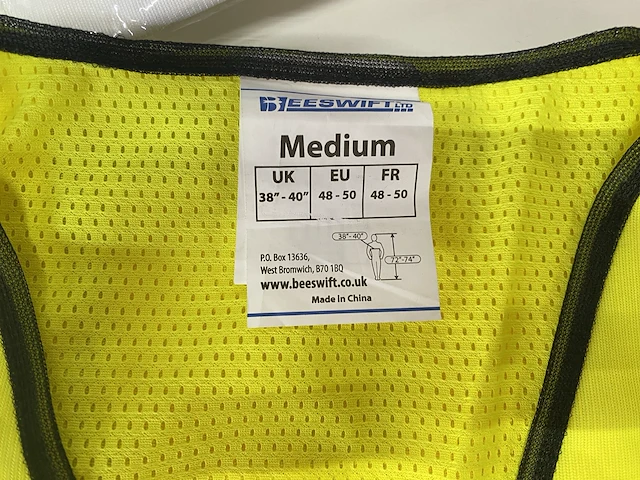 BEESWIFT LTD
Medium
UK EU FR
38” - 40” 48 - 50 48 - 50
38”- 40”
72”-74”
P.O. Box 13636,
West Bromwich, B70 1BQ
www.beeswift.co.uk
Made in China